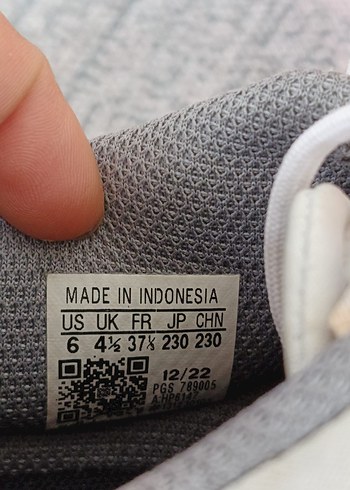 MADE IN INDONESIA
US UK FR JP CHN
6 4½ 37⅓ 230 230
12/22
PGS 789005